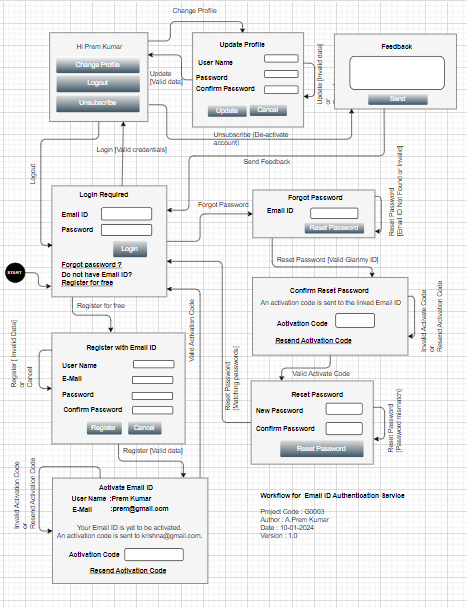 Change Profile
Hi Prem Kumar
Change Profile
Logout
Unsubscribe
Update
[Valid data]
Update Profile
User Name
Password
Confirm Password
Update
Cancel
Update [Invalid data]
or
Feedback
Send
Unsubscribe (De-activate
account)
Login [Valid credentials]
Logout
Send Feedback
Login Required
Email ID
Password
Login
Forgot password ?
Do not have Email ID?
Register for free
START
Forgot Password
Forgot Password
Email ID
Reset Password
Reset Password
[Email ID Not Found or Invalid]
Reset Password [Valid Glarimy ID]
Confirm Reset Password
An activation code is sent to the linked Email ID
Activation Code
Resend Activation Code
Invalid Activate Code
or
Resend Activation Code
Register for free
Valid Activation Code
Register with Email ID
User Name
E-Mail
Password
Confirm Password
Register
Cancel
Register [ Invalid Data]
or
Cancel
Reset Password
[Matching passwords]
Valid Activate Code
Reset Password
New Password
Confirm Password
Reset Password
Reset Password
[Password mismatch]
Register [Valid data]
Activate Email ID
User Name :Prem Kumar
E-Mail :prem@gmail.com
Your Email ID is yet to be activated.
An activation code is sent to krishna@gmail.com.
Activation Code
Resend Activation Code
Invalid Activation Code
or
Resend Activation Code
Workflow for Email ID Authentication Service
Project Code : G0003
Author : A.Prem Kumar
Date : 10-01-2024
Version : 1.0